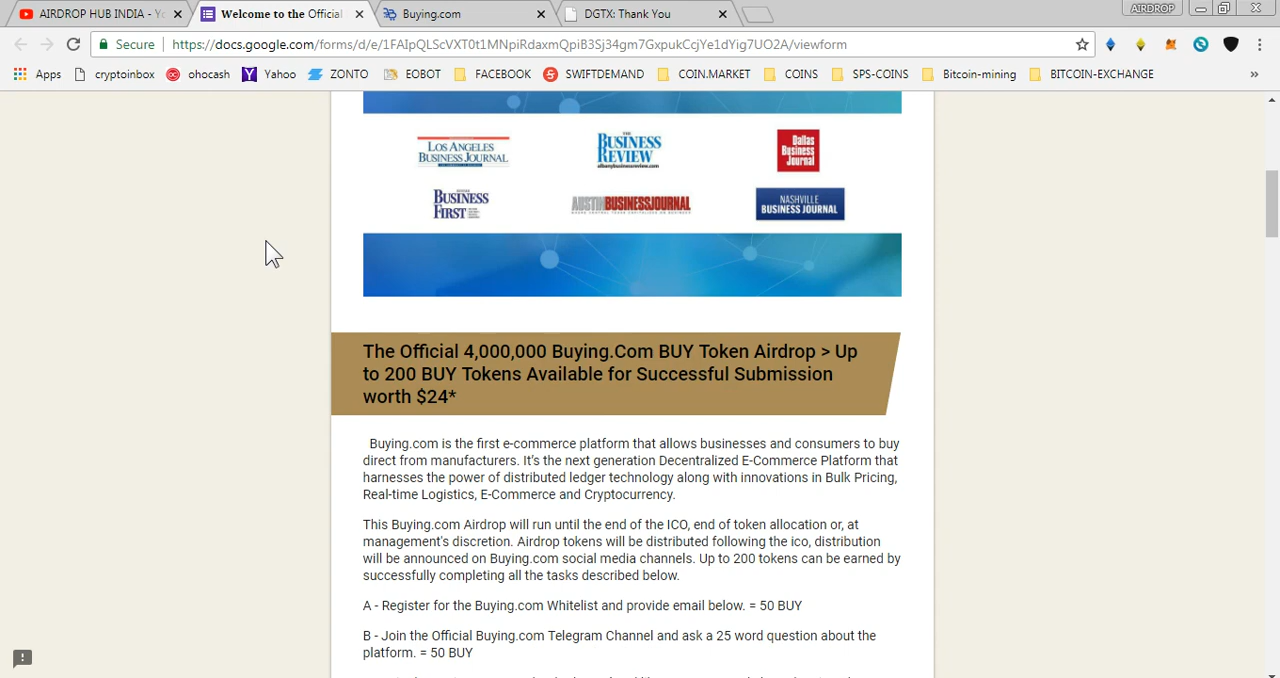 AIRDROP HUB INDIA - Yo
Welcome to the Official
Buying.com
DGTX: Thank You
AIRDROP
Secure
https://docs.google.com/forms/d/e/1FAIpQLScVXT0t1MNpiRdaxmQpiB3Sj34gm7GxpukCcjYe1dYig7UO2A/viewform
Apps
cryptoinbox
ohocash
Yahoo
ZONTO
EOBOT
FACEBOOK
SWIFTDEMAND
COIN.MARKET
COINS
SPS-COINS
Bitcoin-mining
BITCOIN-EXCHANGE
LOS ANGELES
BUSINESS JOURNAL
THE
BUSINESS
REVIEW
albanybusinessreview.com
Dallas
Business
Journal
BUSINESS
FIRST
AUSTINBUSINESSJOURNAL
NASHVILLE
BUSINESS JOURNAL
The Official 4,000,000 Buying.Com BUY Token Airdrop > Up
to 200 BUY Tokens Available for Successful Submission
worth $24*
Buying.com is the first e-commerce platform that allows businesses and consumers to buy
direct from manufacturers. It's the next generation Decentralized E-Commerce Platform that
harnesses the power of distributed ledger technology along with innovations in Bulk Pricing,
Real-time Logistics, E-Commerce and Cryptocurrency.
This Buying.com Airdrop will run until the end of the ICO, end of token allocation or, at
management's discretion. Airdrop tokens will be distributed following the ico, distribution
will be announced on Buying.com social media channels. Up to 200 tokens can be earned by
successfully completing all the tasks described below.
A - Register for the Buying.com Whitelist and provide email below. = 50 BUY
B - Join the Official Buying.com Telegram Channel and ask a 25 word question about the
platform. = 50 BUY